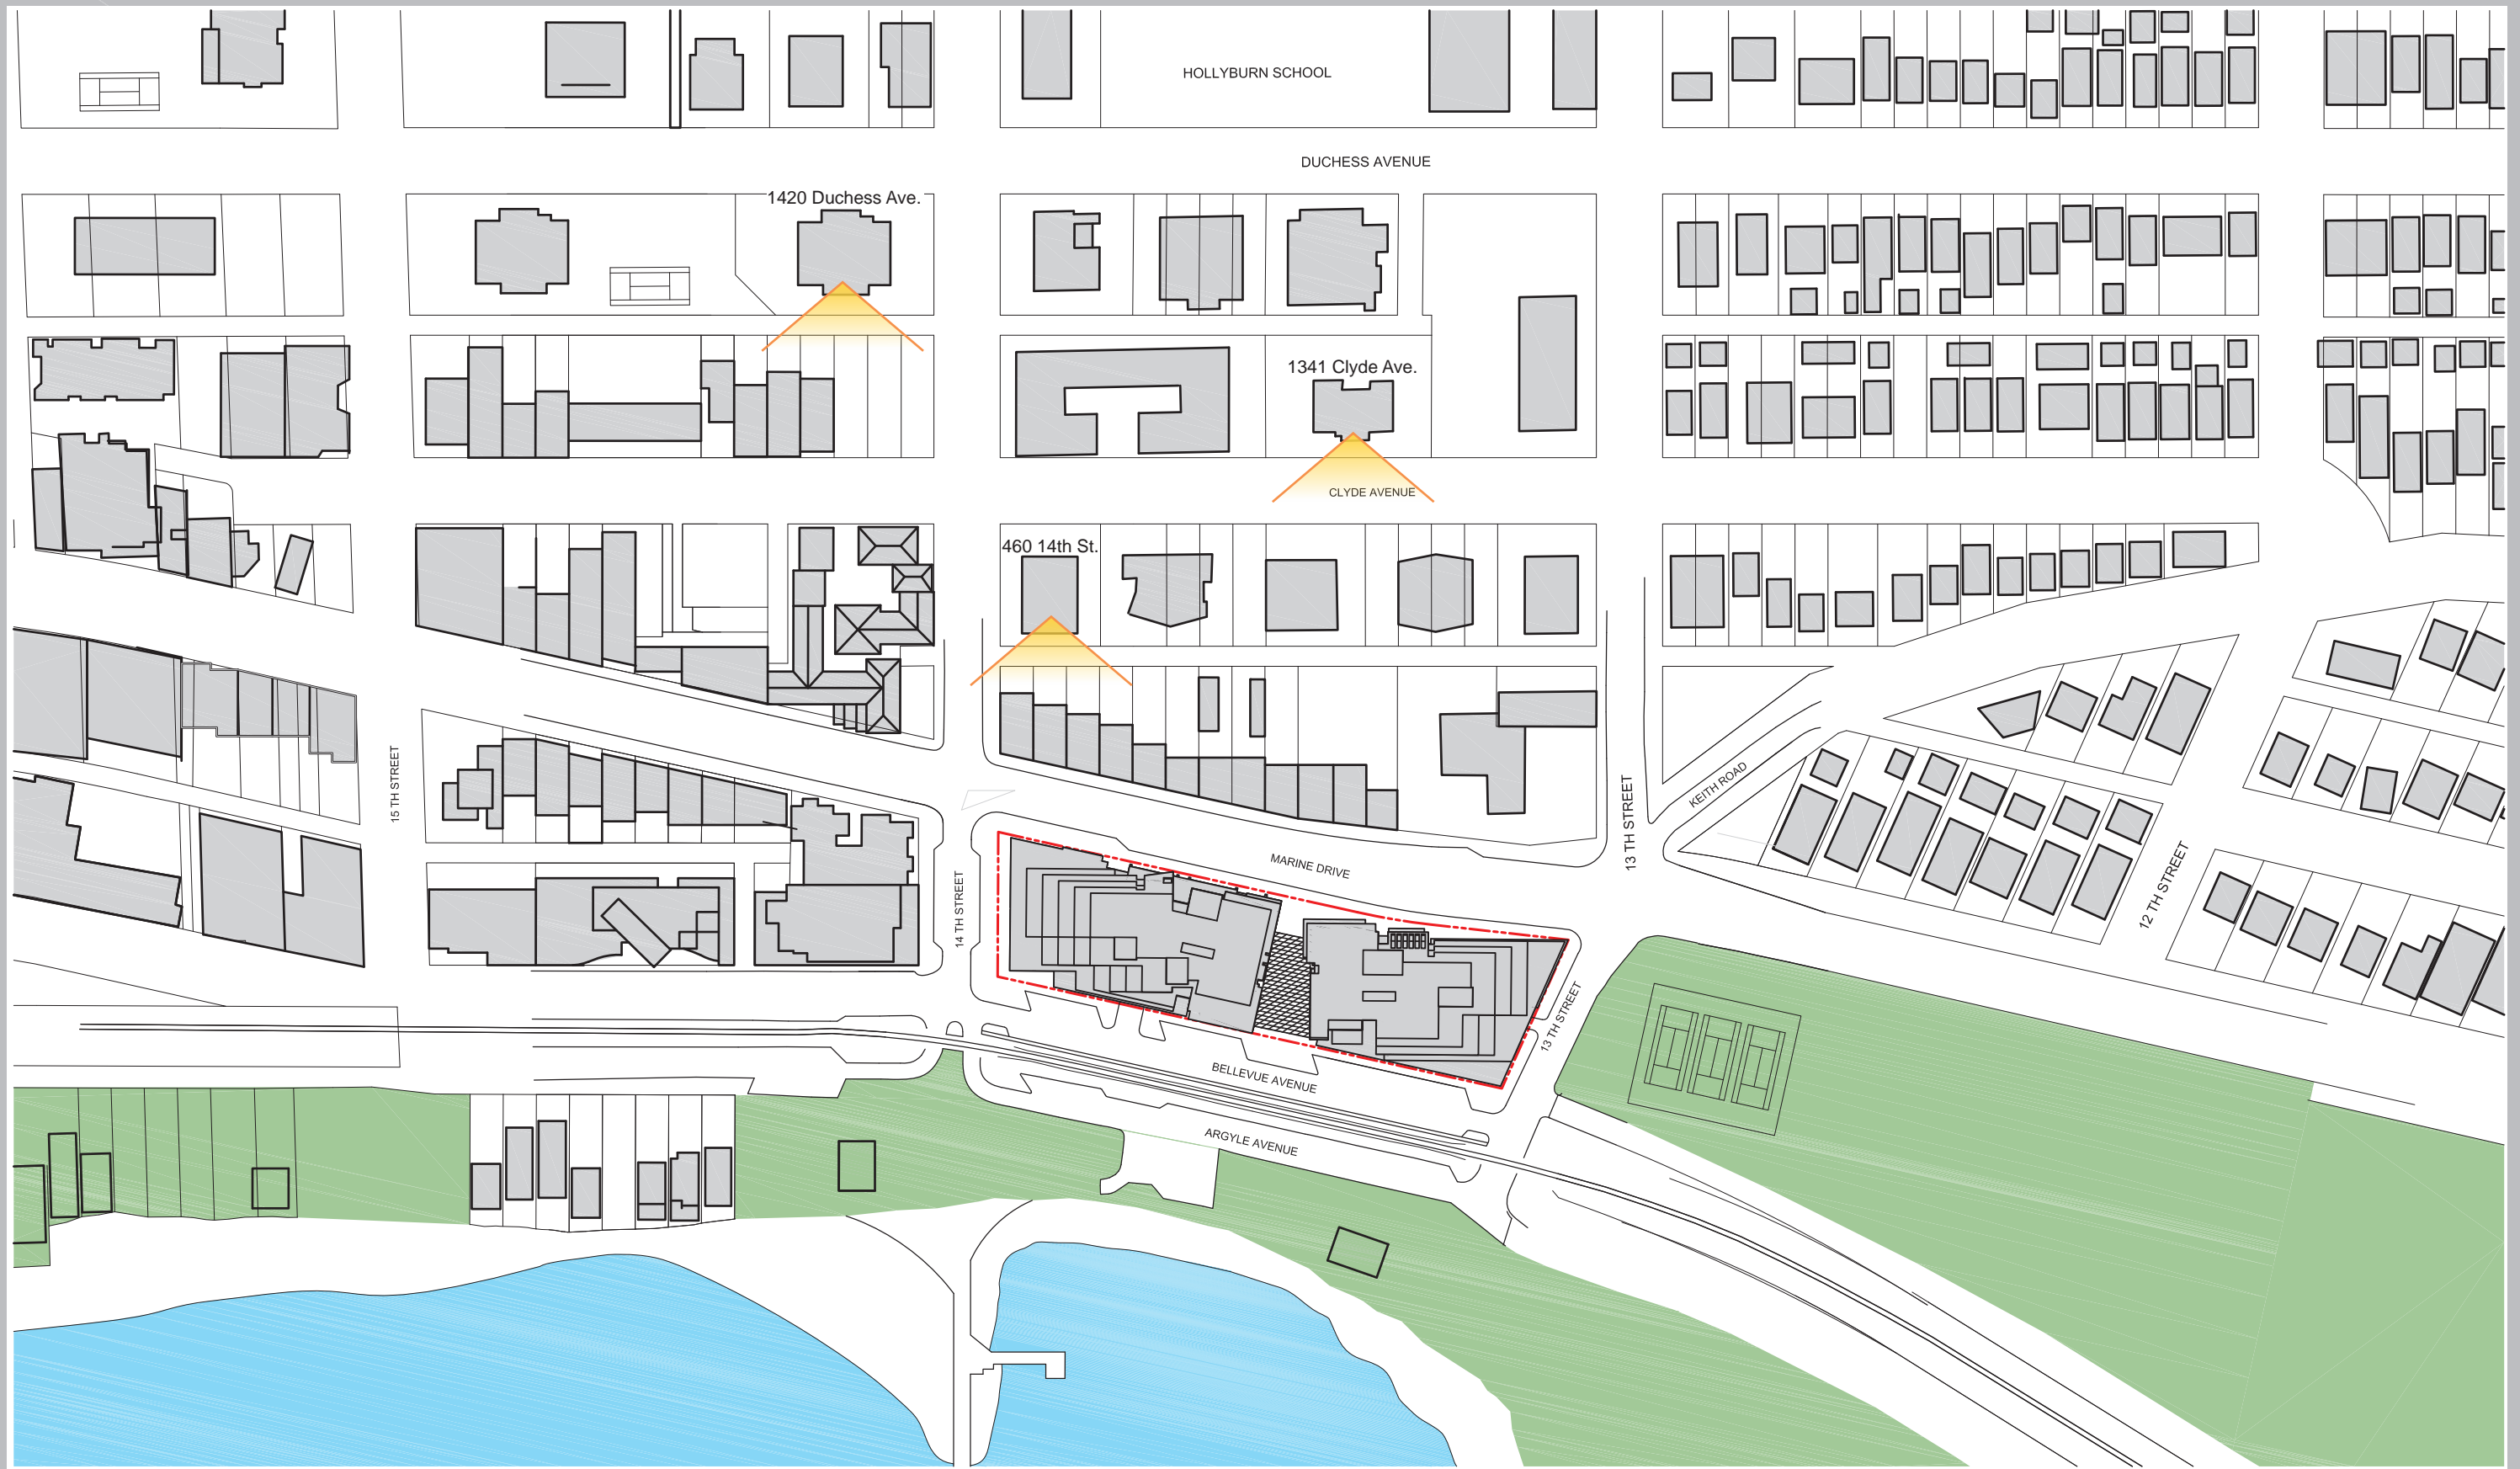 HOLLYBURN SCHOOL
DUCHESS AVENUE
1420 Duchess Ave.
1341 Clyde Ave.
CLYDE AVENUE
460 14th St.
15 TH STREET
14 TH STREET
MARINE DRIVE
13 TH STREET
KEITH ROAD
12 TH STREET
13 TH STREET
BELLEVUE AVENUE
ARGYLE AVENUE